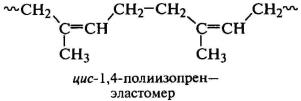 CH₂ CH₂—CH₂ CH₂
C=CH C=CH
CH₃ CH₃
цис-1,4-полиизопрен—
эластомер